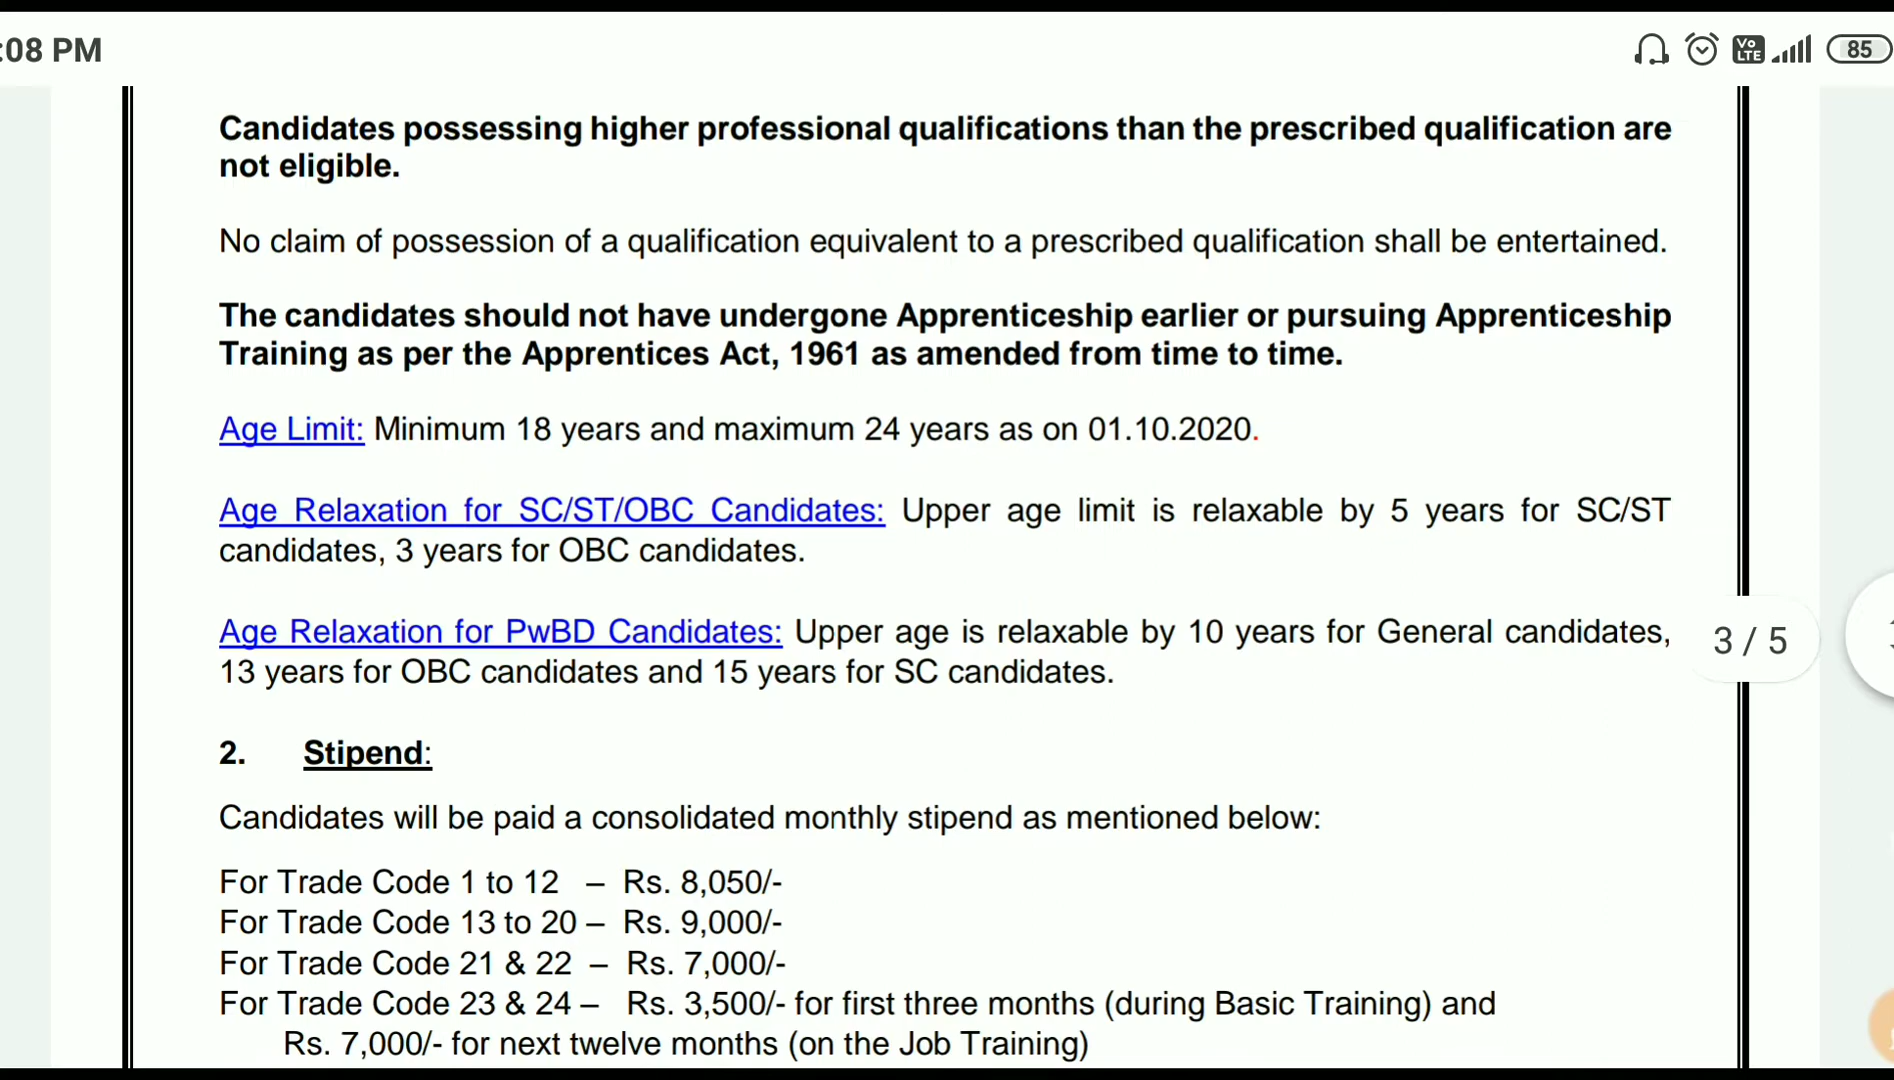 :08 PM
Vo LTE
85
Candidates possessing higher professional qualifications than the prescribed qualification are
not eligible.
No claim of possession of a qualification equivalent to a prescribed qualification shall be entertained.
The candidates should not have undergone Apprenticeship earlier or pursuing Apprenticeship
Training as per the Apprentices Act, 1961 as amended from time to time.
Age Limit: Minimum 18 years and maximum 24 years as on 01.10.2020.
Age Relaxation for SC/ST/OBC Candidates: Upper age limit is relaxable by 5 years for SC/ST
candidates, 3 years for OBC candidates.
Age Relaxation for PwBD Candidates: Upper age is relaxable by 10 years for General candidates,
13 years for OBC candidates and 15 years for SC candidates.
3 / 5
2. Stipend:
Candidates will be paid a consolidated monthly stipend as mentioned below:
For Trade Code 1 to 12 – Rs. 8,050/-
For Trade Code 13 to 20 – Rs. 9,000/-
For Trade Code 21 & 22 – Rs. 7,000/-
For Trade Code 23 & 24 – Rs. 3,500/- for first three months (during Basic Training) and
Rs. 7,000/- for next twelve months (on the Job Training)